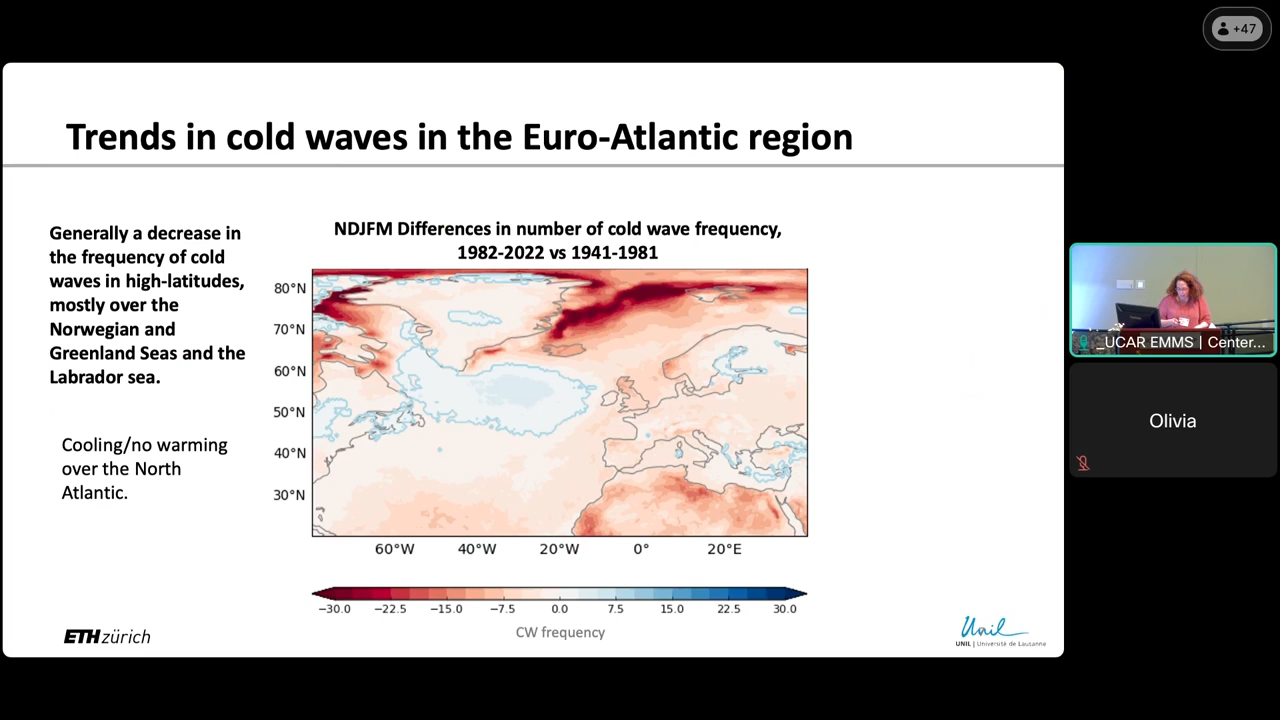 +47
Trends in cold waves in the Euro-Atlantic region
Generally a decrease in
the frequency of cold
waves in high-latitudes,
mostly over the
Norwegian and
Greenland Seas and the
Labrador sea.
Cooling/no warming
over the North
Atlantic.
NDJFM Differences in number of cold wave frequency,
1982-2022 vs 1941-1981
80°N
70°N
60°N
50°N
40°N
30°N
60°W 40°W 20°W 0° 20°E
−30.0 −22.5 −15.0 −7.5 0.0 7.5 15.0 22.5 30.0
CW frequency
ETH zürich
Unil
UNIL | Université de Lausanne
_UCAR EMMS | Center...
Olivia